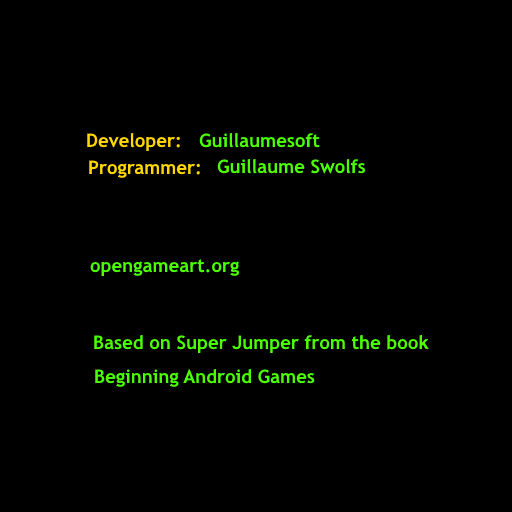 Developer: Guillaumesoft
Programmer: Guillaume Swolfs
opengameart.org
Based on Super Jumper from the book
Beginning Android Games